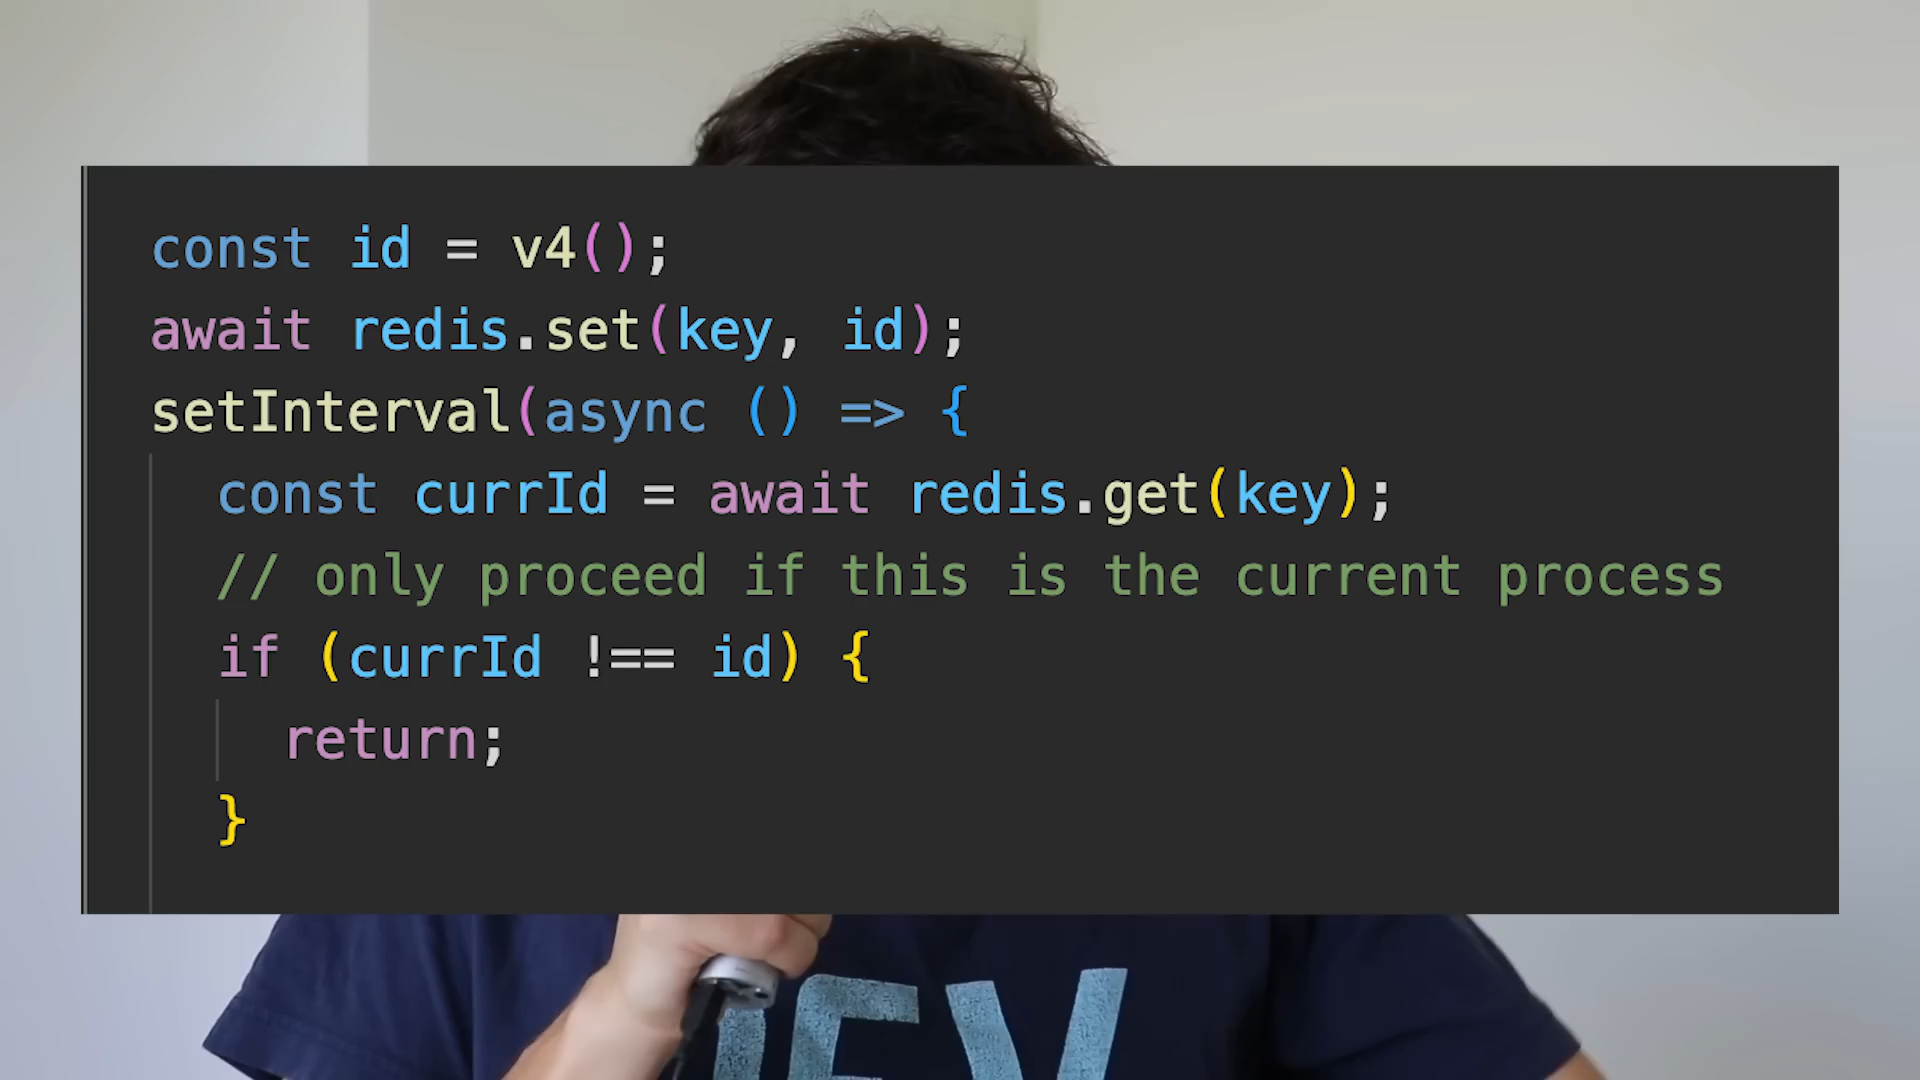 const id = v4();
await redis.set(key, id);
setInterval(async () => {
const currId = await redis.get(key);
// only proceed if this is the current process
if (currId !== id) {
return;
}